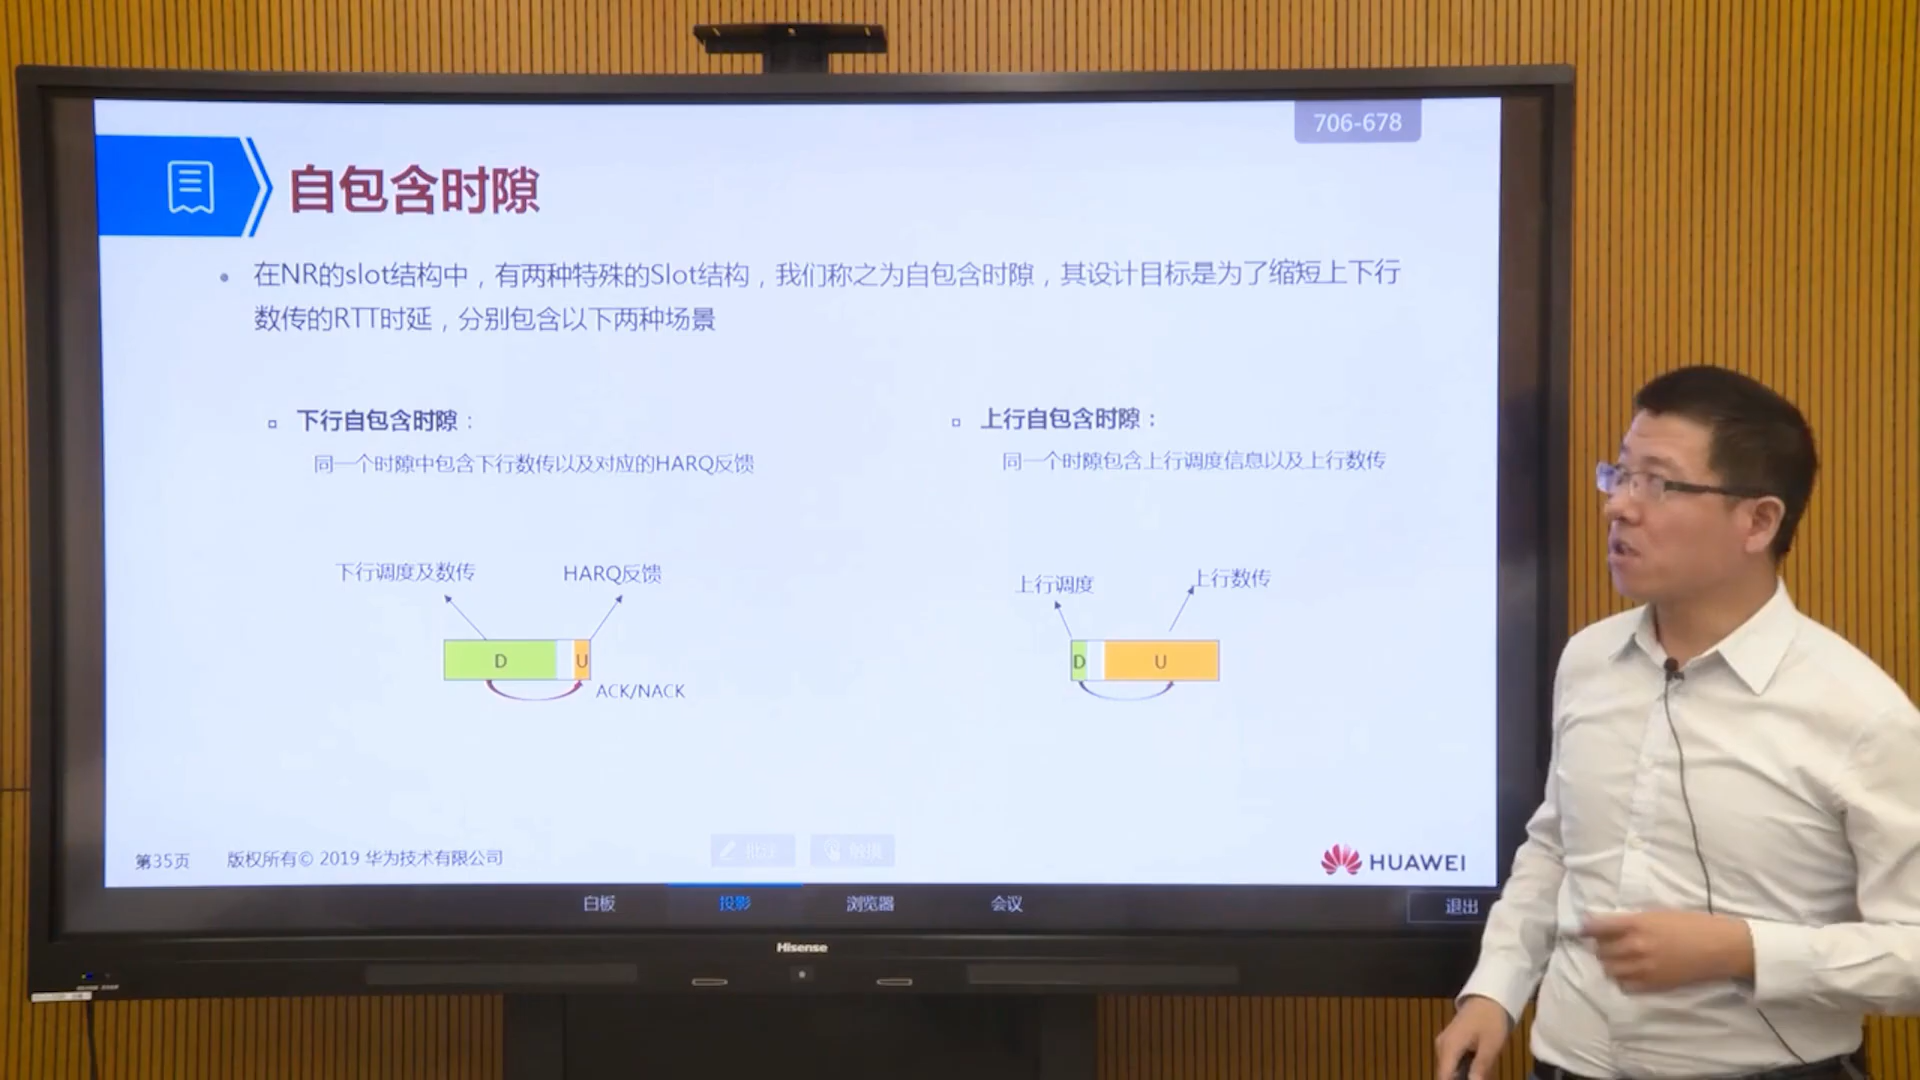 706-678
自包含时隙
在NR的slot结构中，有两种特殊的Slot结构，我们称之为自包含时隙，其设计目标是为了缩短上下行
数传的RTT时延，分别包含以下两种场景
下行自包含时隙：
同一个时隙中包含下行数传以及对应的HARQ反馈
上行自包含时隙：
同一个时隙包含上行调度信息以及上行数传
下行调度及数传
HARQ反馈
D
U
ACK/NACK
上行调度
上行数传
D
U
批注
触摸
第35页
版权所有© 2019 华为技术有限公司
HUAWEI
白板
投影
浏览器
会议
退出
Hisense